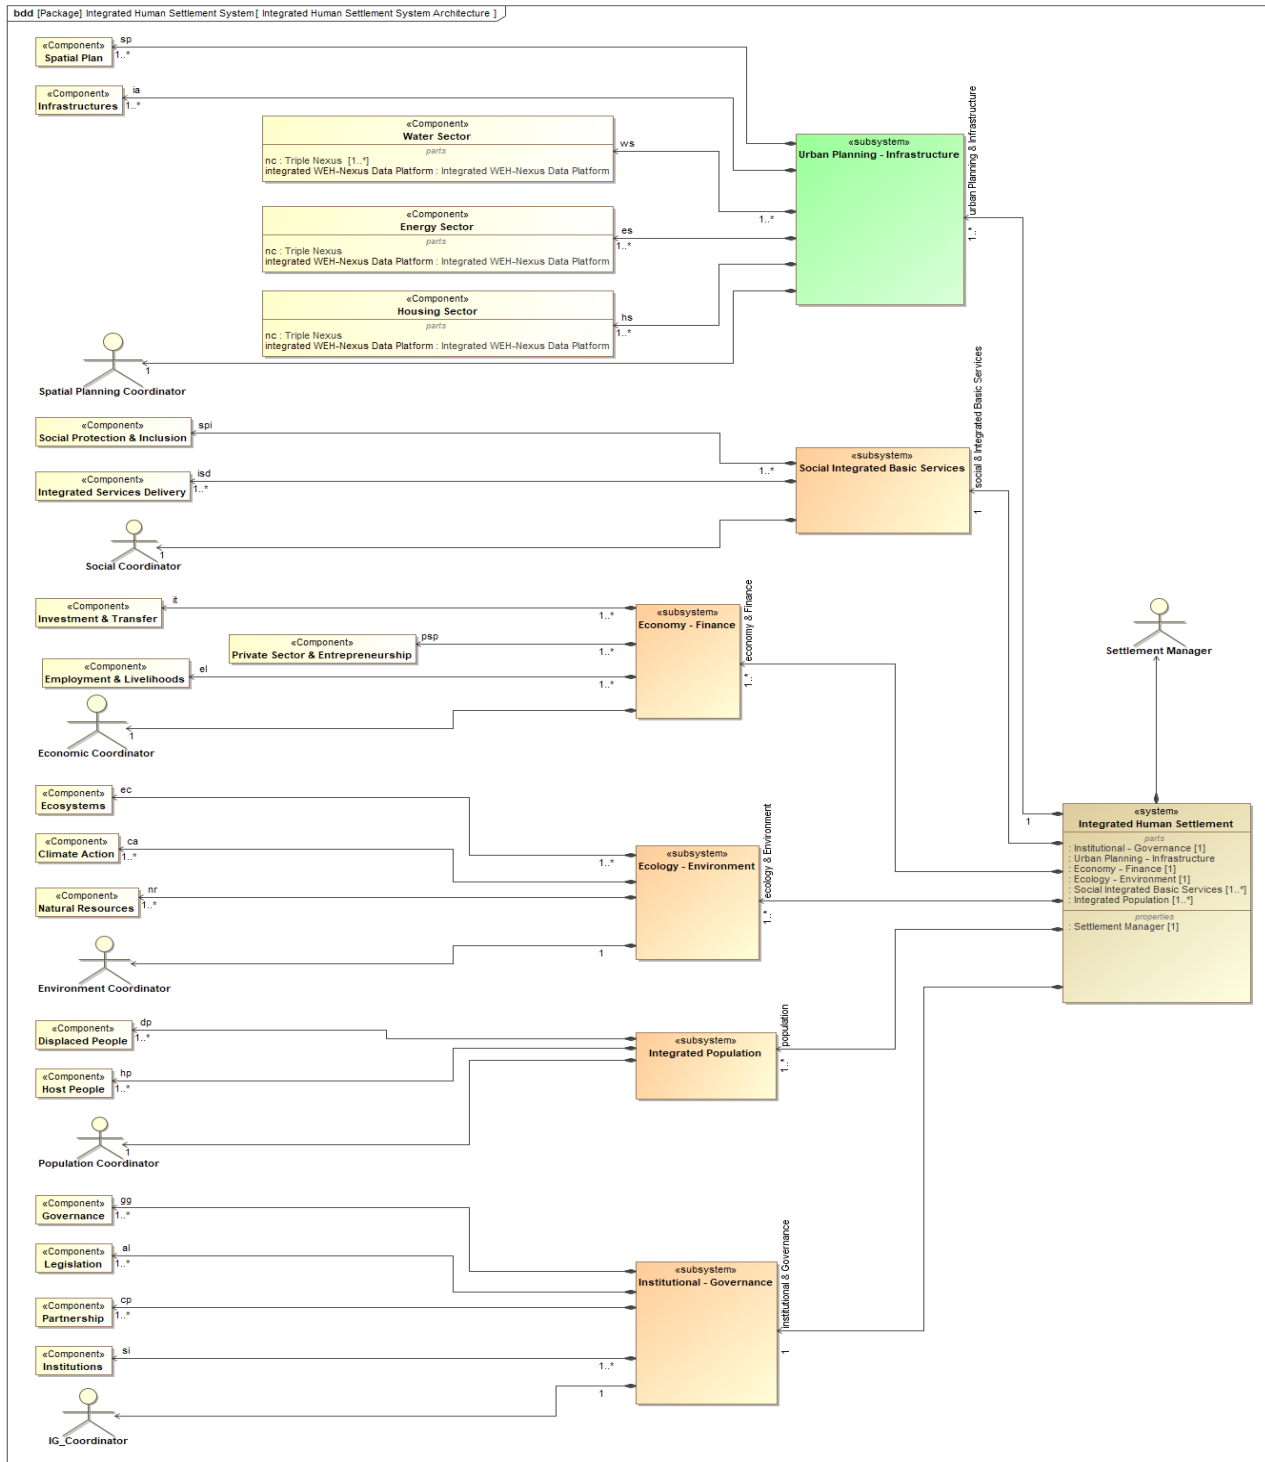 bdd [Package] Integrated Human Settlement System[ Integrated Human Settlement System Architecture ]
«Component»
Spatial Plan
sp
1..*
«Component»
Infrastructures
ia
1..*
«Component»
Water Sector
parts
nc : Triple Nexus [1..*]
integrated WEH-Nexus Data Platform : Integrated WEH-Nexus Data Platform
ws
1..*
«Component»
Energy Sector
parts
nc : Triple Nexus
integrated WEH-Nexus Data Platform : Integrated WEH-Nexus Data Platform
es
1..*
«Component»
Housing Sector
parts
nc : Triple Nexus
integrated WEH-Nexus Data Platform : Integrated WEH-Nexus Data Platform
hs
1..*
«subsystem»
Urban Planning - Infrastructure
urban Planning & Infrastructure
1..*
1
Spatial Planning Coordinator
«Component»
Social Protection & Inclusion
spi
1..*
«Component»
Integrated Services Delivery
isd
1..*
«subsystem»
Social Integrated Basic Services
social & Integrated Basic Services
1
1
Social Coordinator
«Component»
Investment & Transfer
it
1..*
«Component»
Private Sector & Entrepreneurship
psp
1..*
«Component»
Employment & Livelihoods
el
1..*
«subsystem»
Economy - Finance
economy & Finance
1..*
1
Economic Coordinator
Settlement Manager
«Component»
Ecosystems
ec
1..*
«Component»
Climate Action
ca
1..*
«Component»
Natural Resources
nr
1..*
«subsystem»
Ecology - Environment
ecology & Environment
1..*
1
Environment Coordinator
1
«system»
Integrated Human Settlement
parts
: Institutional - Governance [1]
: Urban Planning - Infrastructure
: Economy - Finance [1]
: Ecology - Environment [1]
: Social Integrated Basic Services [1..*]
: Integrated Population [1..*]
properties
: Settlement Manager [1]
«Component»
Displaced People
dp
1..*
«Component»
Host People
hp
1..*
«subsystem»
Integrated Population
population
1..*
1
Population Coordinator
«Component»
Governance
gg
1..*
«Component»
Legislation
al
1..*
«Component»
Partnership
cp
1..*
«Component»
Institutions
si
1..*
«subsystem»
Institutional - Governance
institutional & Governance
1
1
IG_Coordinator